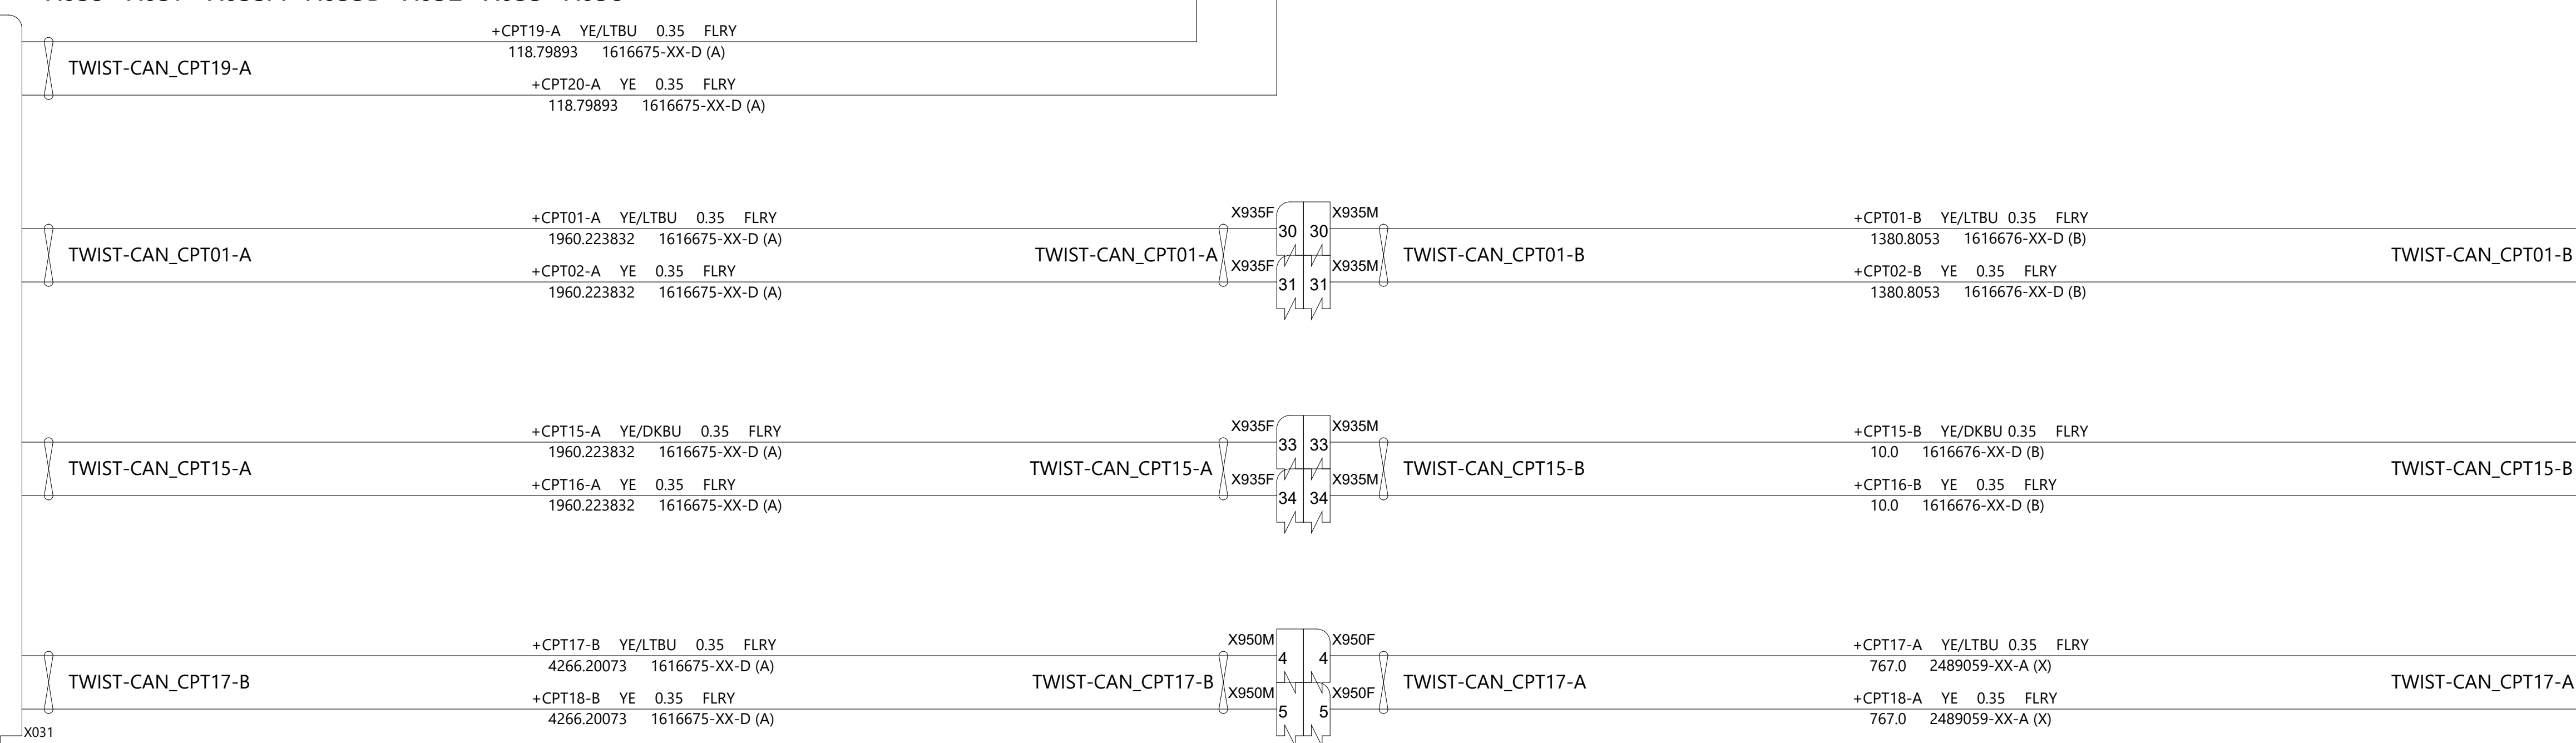 +CPT19-A YE/LTBU 0.35 FLRY
118.79893 1616675-XX-D (A)
TWIST-CAN_CPT19-A
+CPT20-A YE 0.35 FLRY
118.79893 1616675-XX-D (A)
+CPT01-A YE/LTBU 0.35 FLRY
1960.223832 1616675-XX-D (A)
TWIST-CAN_CPT01-A
+CPT02-A YE 0.35 FLRY
1960.223832 1616675-XX-D (A)
TWIST-CAN_CPT01-A
X935F 30 30 X935M
X935F 31 31 X935M
TWIST-CAN_CPT01-B
+CPT01-B YE/LTBU 0.35 FLRY
1380.8053 1616676-XX-D (B)
+CPT02-B YE 0.35 FLRY
1380.8053 1616676-XX-D (B)
TWIST-CAN_CPT01-B
+CPT15-A YE/DKBU 0.35 FLRY
1960.223832 1616675-XX-D (A)
TWIST-CAN_CPT15-A
+CPT16-A YE 0.35 FLRY
1960.223832 1616675-XX-D (A)
TWIST-CAN_CPT15-A
X935F 33 33 X935M
X935F 34 34 X935M
TWIST-CAN_CPT15-B
+CPT15-B YE/DKBU 0.35 FLRY
10.0 1616676-XX-D (B)
+CPT16-B YE 0.35 FLRY
10.0 1616676-XX-D (B)
TWIST-CAN_CPT15-B
+CPT17-B YE/LTBU 0.35 FLRY
4266.20073 1616675-XX-D (A)
TWIST-CAN_CPT17-B
+CPT18-B YE 0.35 FLRY
4266.20073 1616675-XX-D (A)
TWIST-CAN_CPT17-B
X950M 4 4 X950F
X950M 5 5 X950F
TWIST-CAN_CPT17-A
+CPT17-A YE/LTBU 0.35 FLRY
767.0 2489059-XX-A (X)
+CPT18-A YE 0.35 FLRY
767.0 2489059-XX-A (X)
TWIST-CAN_CPT17-A
X031